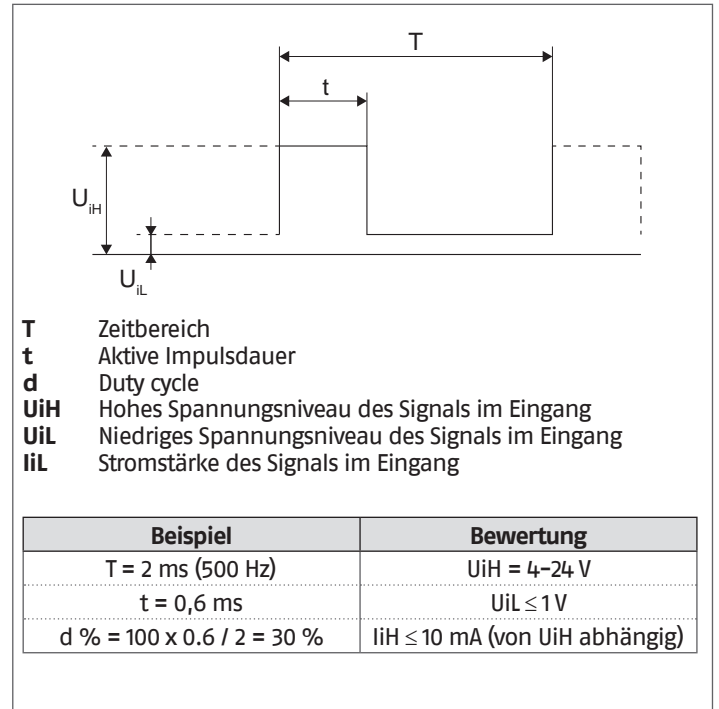 T
t
UiH
UiL
T Zeitbereich
t Aktive Impulsdauer
d Duty cycle
UiH Hohes Spannungsniveau des Signals im Eingang
UiL Niedriges Spannungsniveau des Signals im Eingang
IiL Stromstärke des Signals im Eingang
Beispiel Bewertung
T = 2 ms (500 Hz) UiH = 4–24 V
t = 0,6 ms UiL ≤ 1 V
d % = 100 x 0.6 / 2 = 30 % IiH ≤ 10 mA (von UiH abhängig)